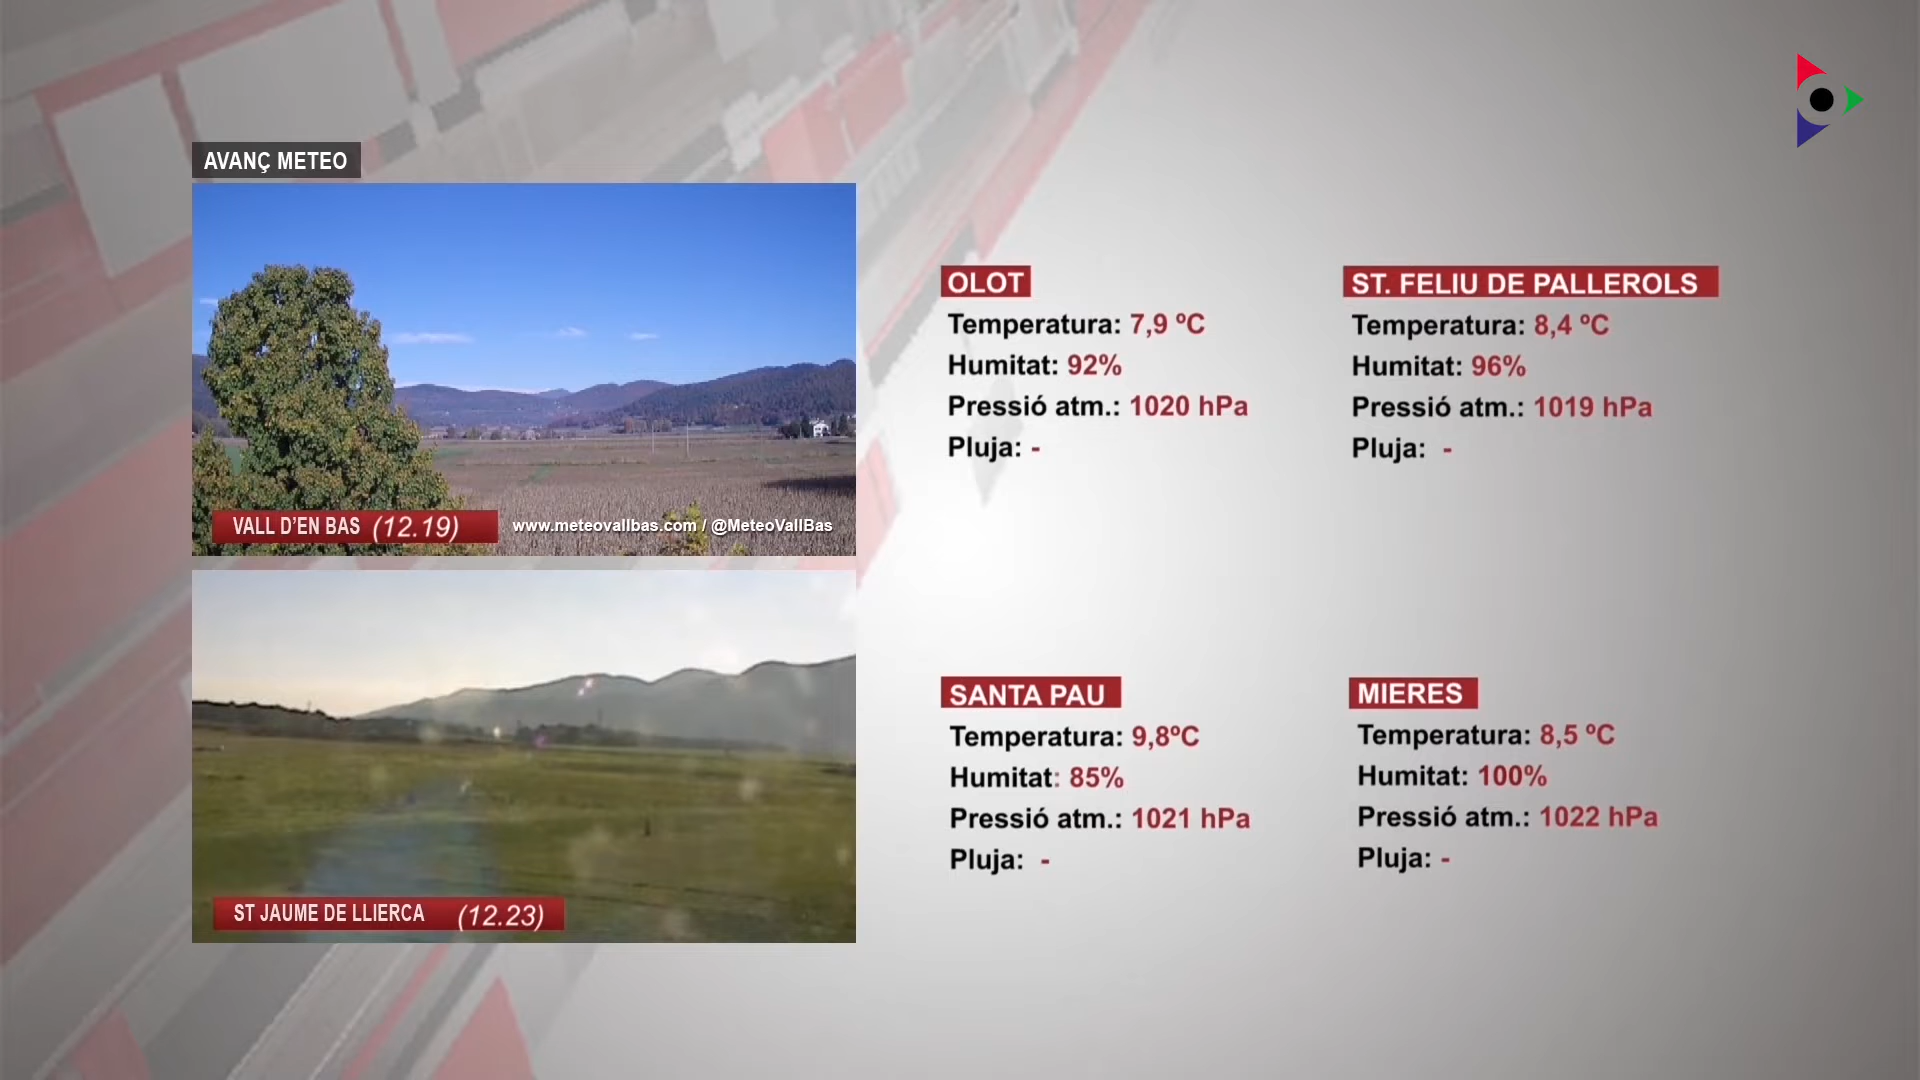 AVANÇ METEO
VALL D'EN BAS (12.19)
www.meteovallbas.com / @MeteoVallBas
ST JAUME DE LLIERCA (12.23)
OLOT
Temperatura: 7,9 ºC
Humitat: 92%
Pressió atm.: 1020 hPa
Pluja: -
ST. FELIU DE PALLEROLS
Temperatura: 8,4 ºC
Humitat: 96%
Pressió atm.: 1019 hPa
Pluja: -
SANTA PAU
Temperatura: 9,8ºC
Humitat: 85%
Pressió atm.: 1021 hPa
Pluja: -
MIERES
Temperatura: 8,5 ºC
Humitat: 100%
Pressió atm.: 1022 hPa
Pluja: -